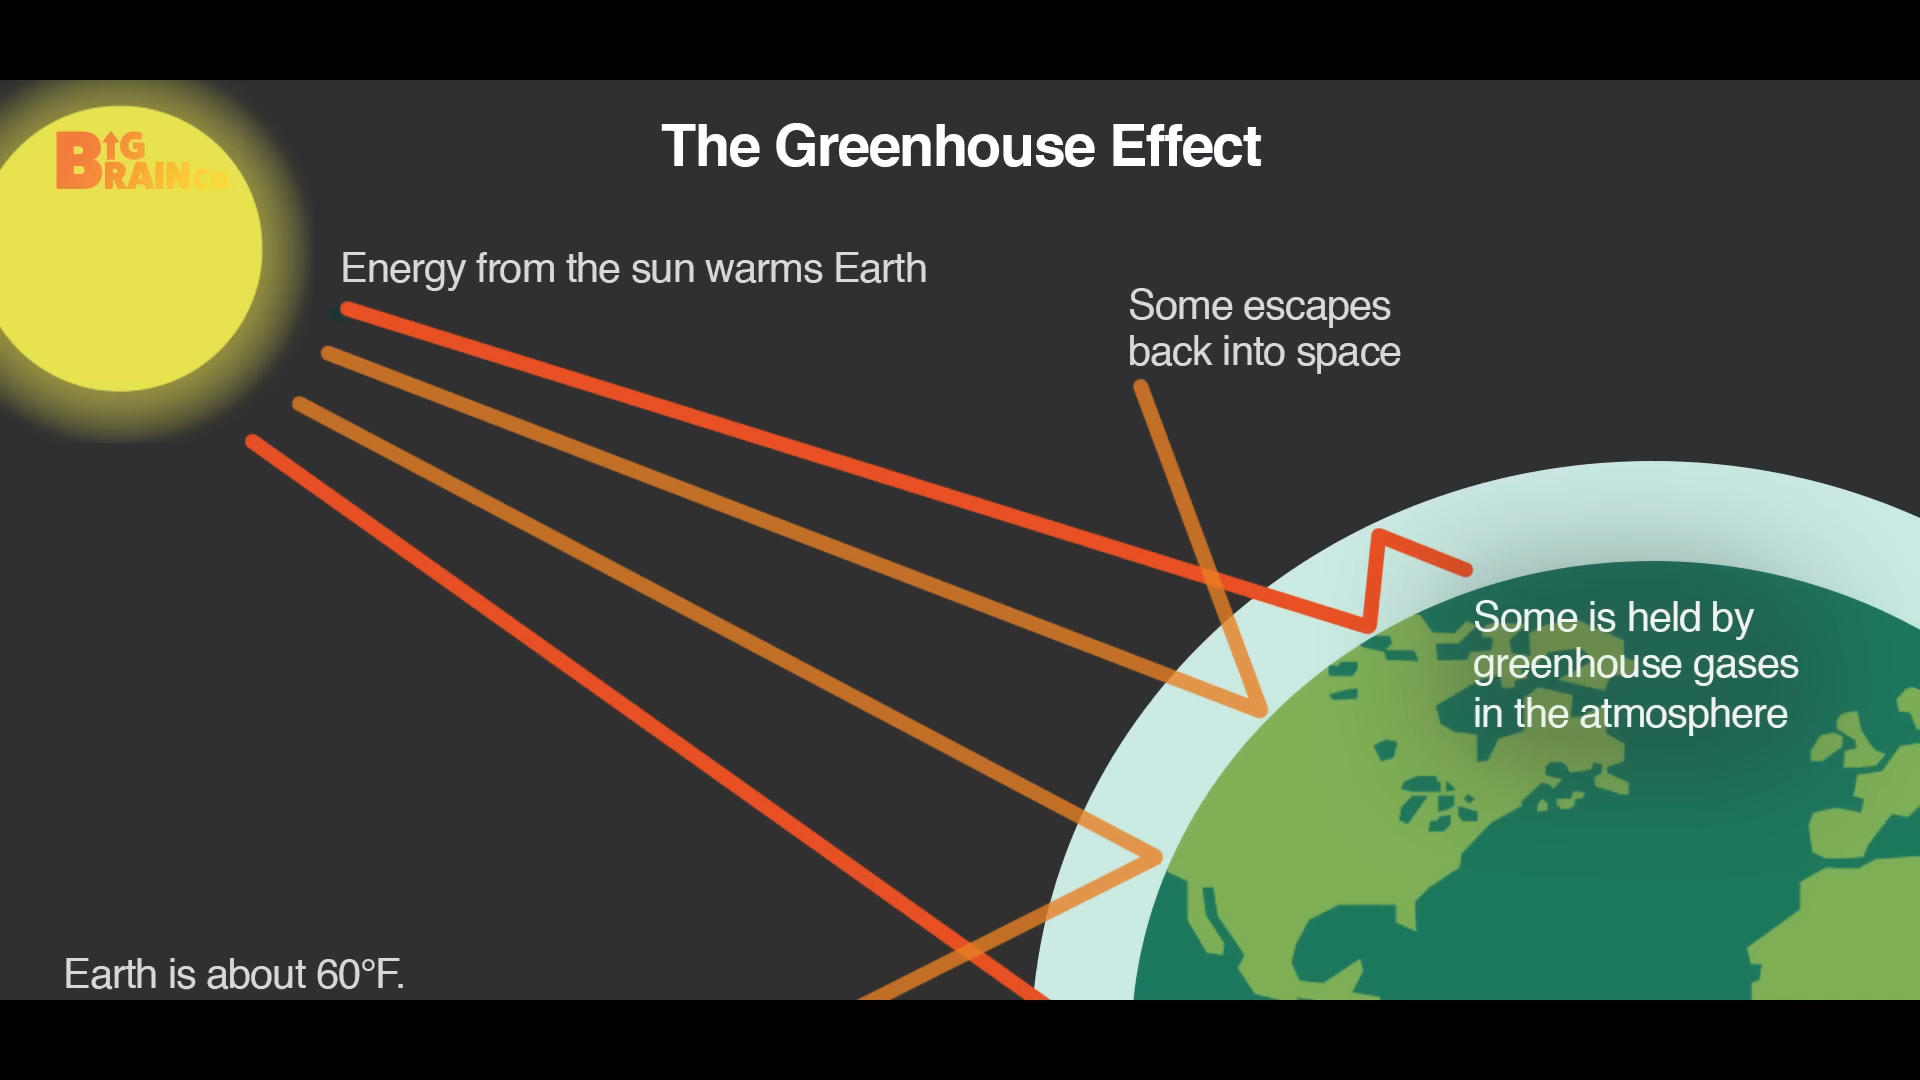 BIG
BRAINCo.
The Greenhouse Effect
Energy from the sun warms Earth
Some escapes
back into space
Some is held by
greenhouse gases
in the atmosphere
Earth is about 60°F.